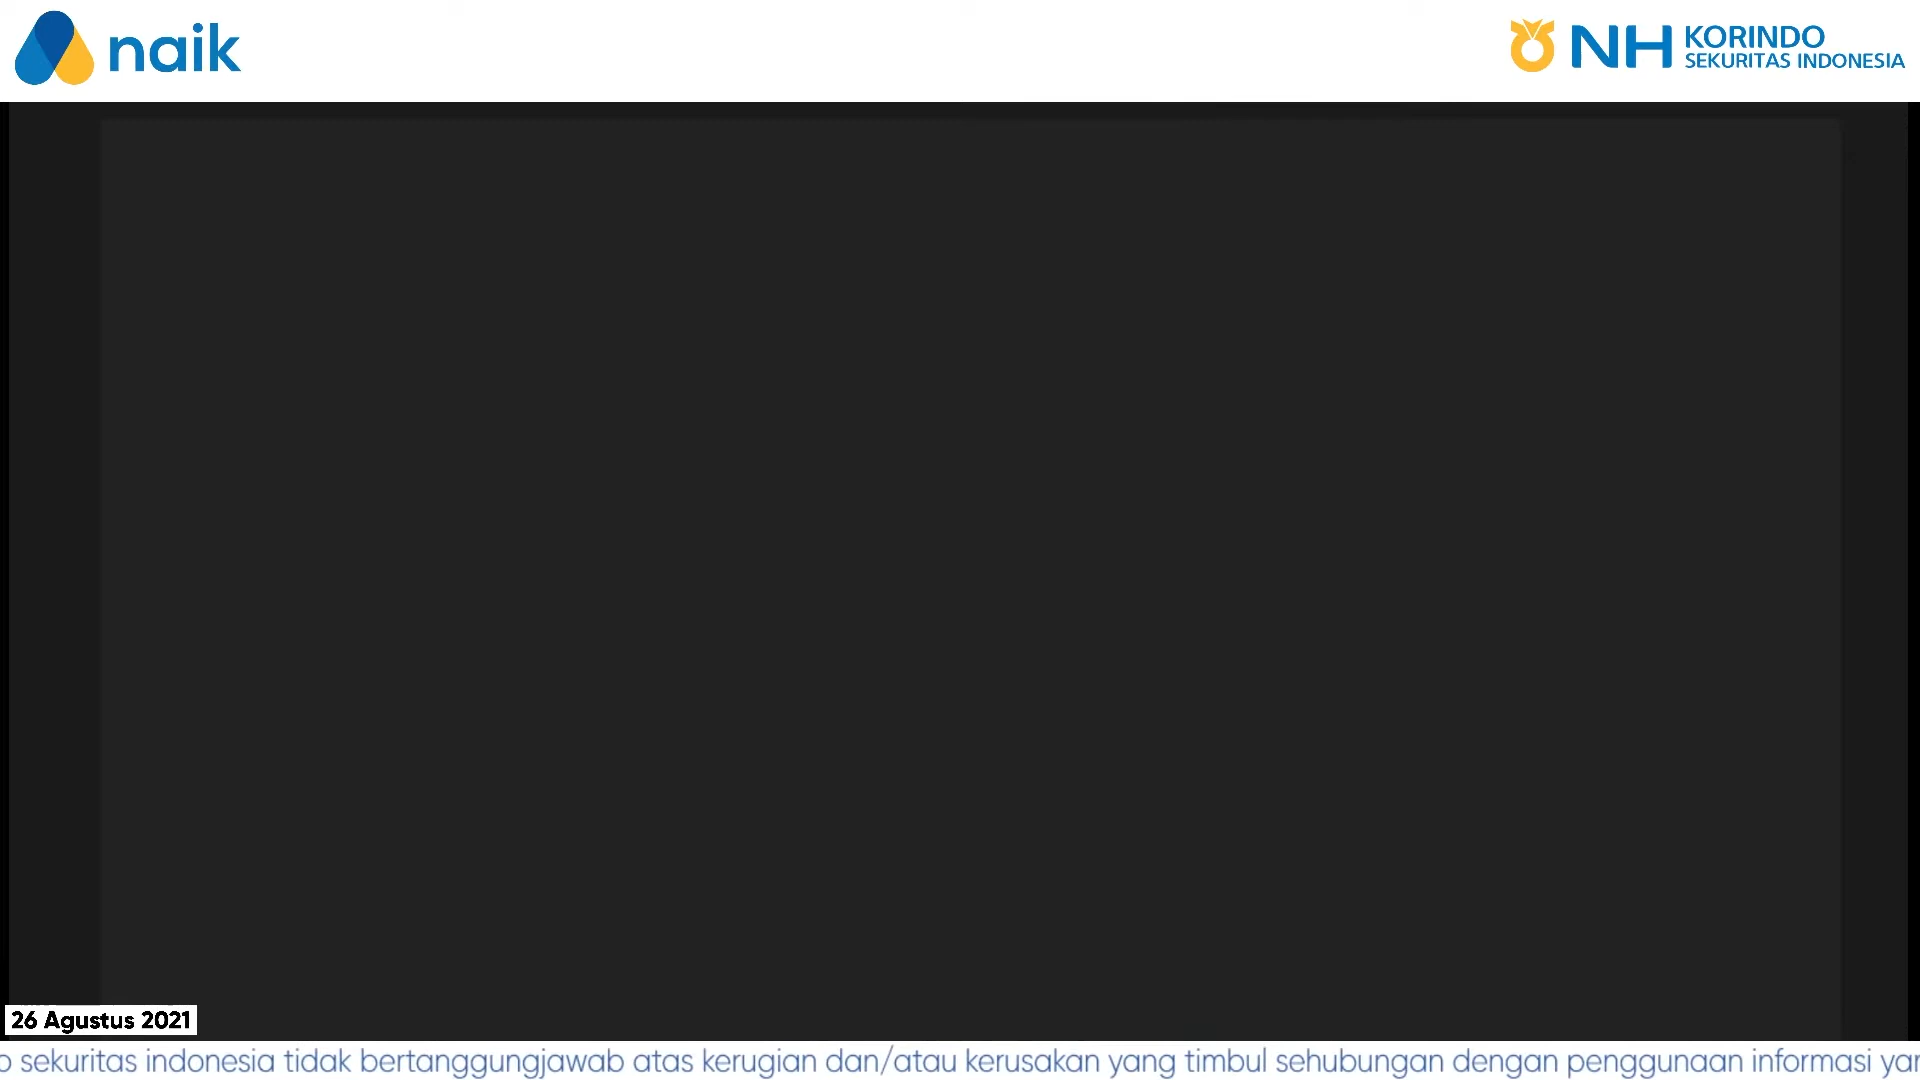 naik
NH KORINDO
SEKURITAS INDONESIA
26 Agustus 2021
sekuritas indonesia tidak bertanggungjawab atas kerugian dan/atau kerusakan yang timbul sehubungan dengan penggunaan informasi